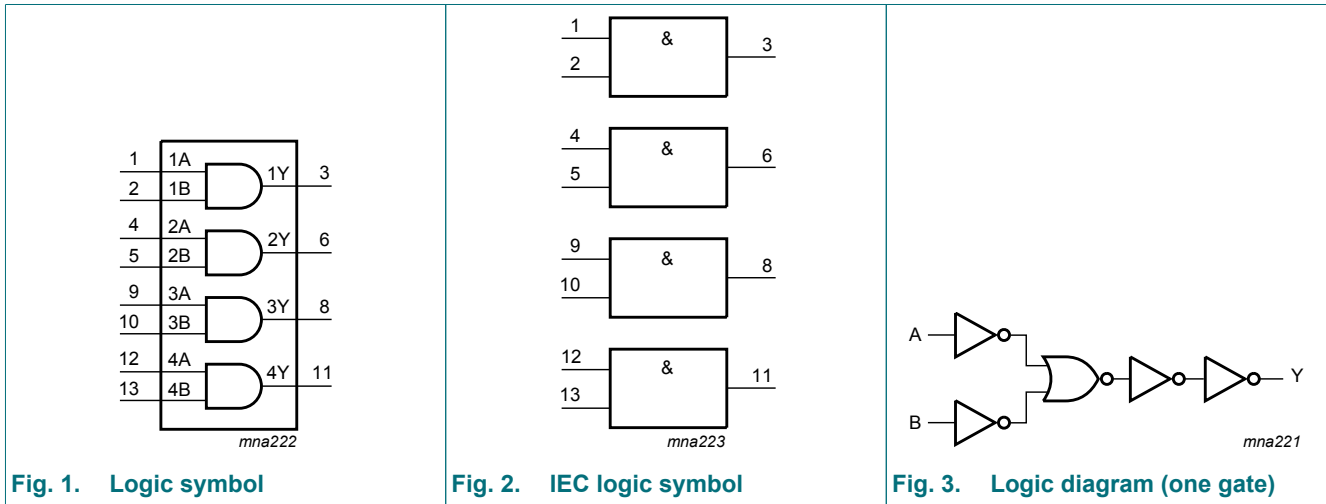 1 1A 1Y 3
2 1B
4 2A 2Y 6
5 2B
9 3A 3Y 8
10 3B
12 4A 4Y 11
13 4B
mna222
Fig. 1. Logic symbol
1 & 3
2
4 & 6
5
9 & 8
10
12 & 11
13
mna223
Fig. 2. IEC logic symbol
A
Y
B
mna221
Fig. 3. Logic diagram (one gate)